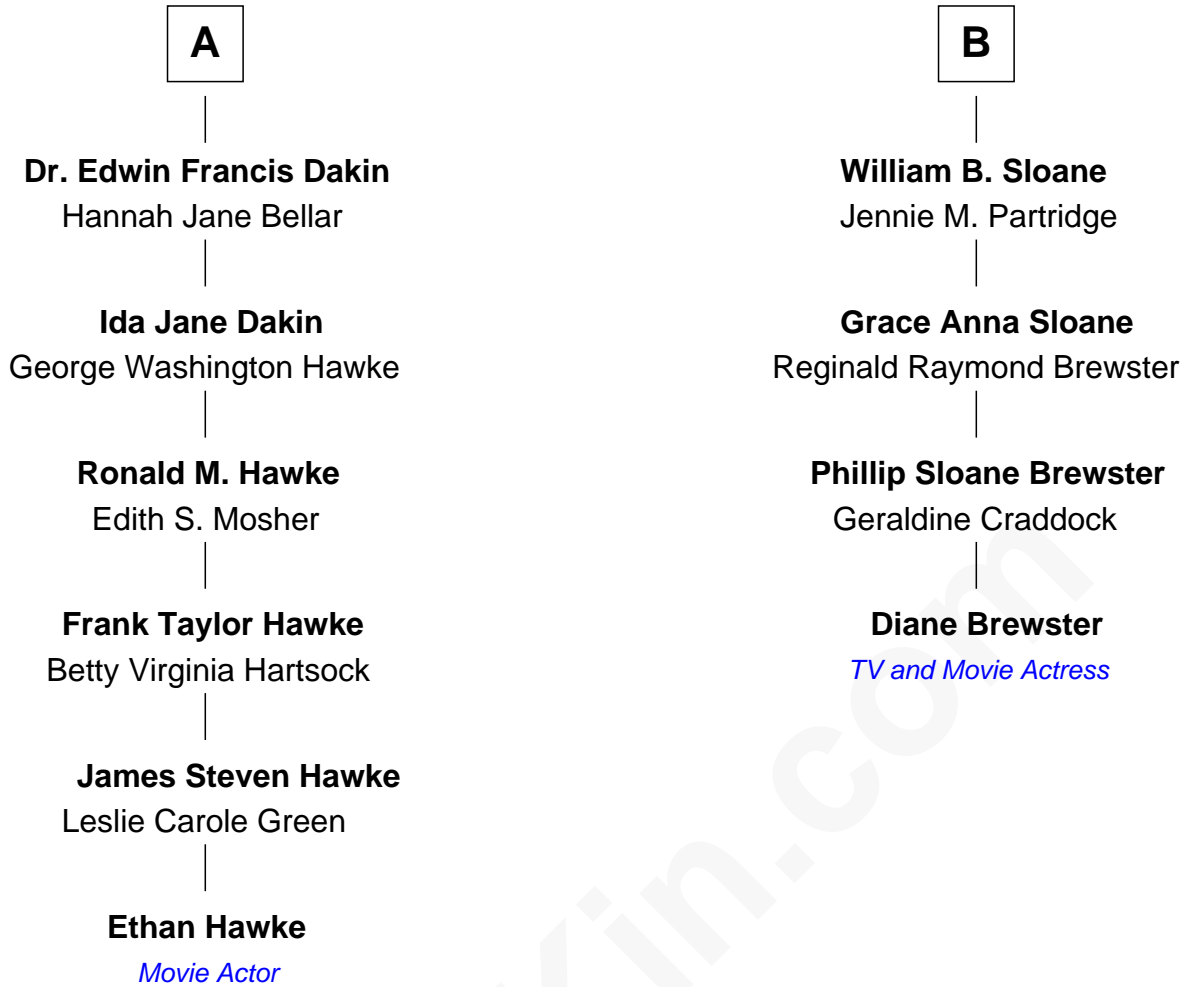 A
Dr. Edwin Francis Dakin
Hannah Jane Bellar
Ida Jane Dakin
George Washington Hawke
Ronald M. Hawke
Edith S. Mosher
Frank Taylor Hawke
Betty Virginia Hartsock
James Steven Hawke
Leslie Carole Green
Ethan Hawke
Movie Actor
B
William B. Sloane
Jennie M. Partridge
Grace Anna Sloane
Reginald Raymond Brewster
Phillip Sloane Brewster
Geraldine Craddock
Diane Brewster
TV and Movie Actress
Kin.com